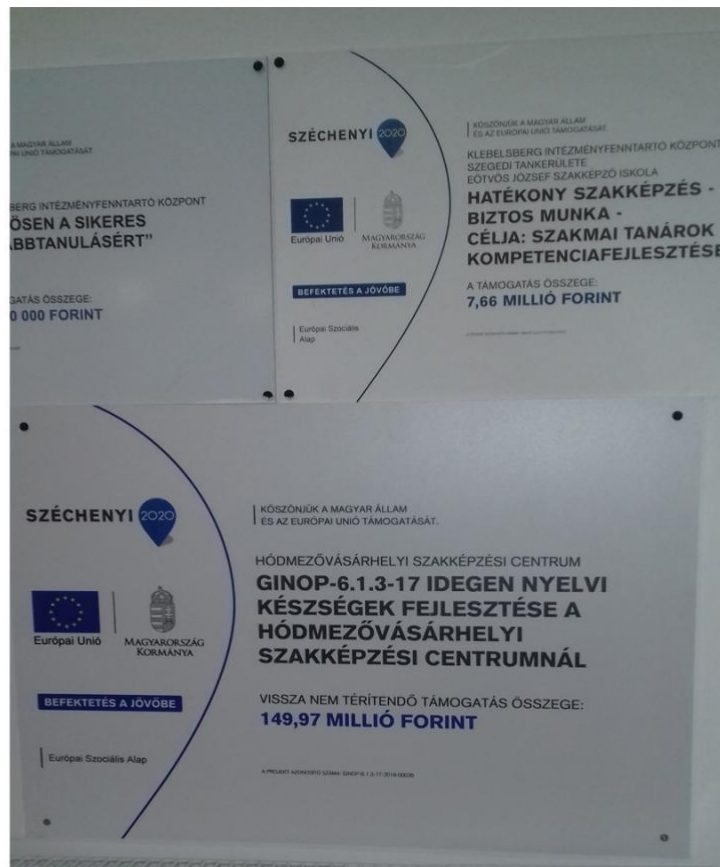 A MAGYAR ÁLLAM
UNIÓ TÁMOGATÁSÁT
BERG INTÉZMÉNYFENNTARTÓ KÖZPONT
ÖSEN A SIKERES
ÁBBTANULÁSÉRT”
GATÁS ÖSSZEGE:
0 000 FORINT
SZÉCHENYI 2020
Európai Unió
MAGYARORSZÁG
KORMÁNYA
BEFEKTETÉS A JÖVŐBE
Európai Szociális
Alap
KÖSZÖNJÜK A MAGYAR ÁLLAM
ÉS AZ EURÓPAI UNIÓ TÁMOGATÁSÁT.
KLEBELSBERG INTÉZMÉNYFENNTARTÓ KÖZPONT
SZEGEDI TANKERÜLETE
EÖTVÖS JÓZSEF SZAKKÉPZŐ ISKOLA
HATÉKONY SZAKKÉPZÉS -
BIZTOS MUNKA -
CÉLJA: SZAKMAI TANÁROK
KOMPETENCIAFEJLESZTÉSE
A TÁMOGATÁS ÖSSZEGE:
7,66 MILLIÓ FORINT
SZÉCHENYI 2020
Európai Unió
MAGYARORSZÁG
KORMÁNYA
BEFEKTETÉS A JÖVŐBE
Európai Szociális Alap
KÖSZÖNJÜK A MAGYAR ÁLLAM
ÉS AZ EURÓPAI UNIÓ TÁMOGATÁSÁT.
HÓDMEZŐVÁSÁRHELYI SZAKKÉPZÉSI CENTRUM
GINOP-6.1.3-17 IDEGEN NYELVI
KÉSZSÉGEK FEJLESZTÉSE A
HÓDMEZŐVÁSÁRHELYI
SZAKKÉPZÉSI CENTRUMNÁL
VISSZA NEM TÉRÍTENDŐ TÁMOGATÁS ÖSSZEGE:
149,97 MILLIÓ FORINT
A PROJEKT AZONOSÍTÓ SZÁMA: